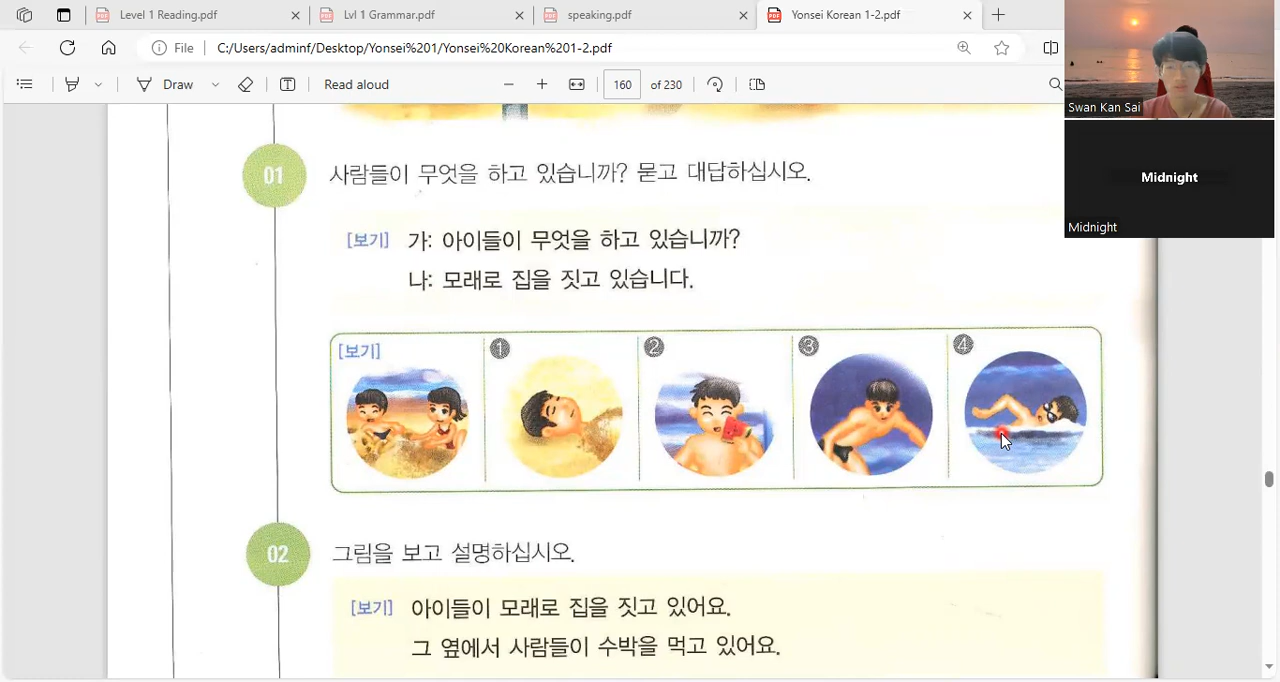 Level 1 Reading.pdf
Lvl 1 Grammar.pdf
speaking.pdf
Yonsei Korean 1-2.pdf
File
C:/Users/adminf/Desktop/Yonsei%201/Yonsei%20Korean%201-2.pdf
Draw
Read aloud
160
of 230
Swan Kan Sai
Midnight
Midnight
01
사람들이 무엇을 하고 있습니까? 묻고 대답하십시오.
[보기] 가: 아이들이 무엇을 하고 있습니까?
나: 모래로 집을 짓고 있습니다.
[보기]
①
②
③
④
02
그림을 보고 설명하십시오.
[보기] 아이들이 모래로 집을 짓고 있어요.
그 옆에서 사람들이 수박을 먹고 있어요.